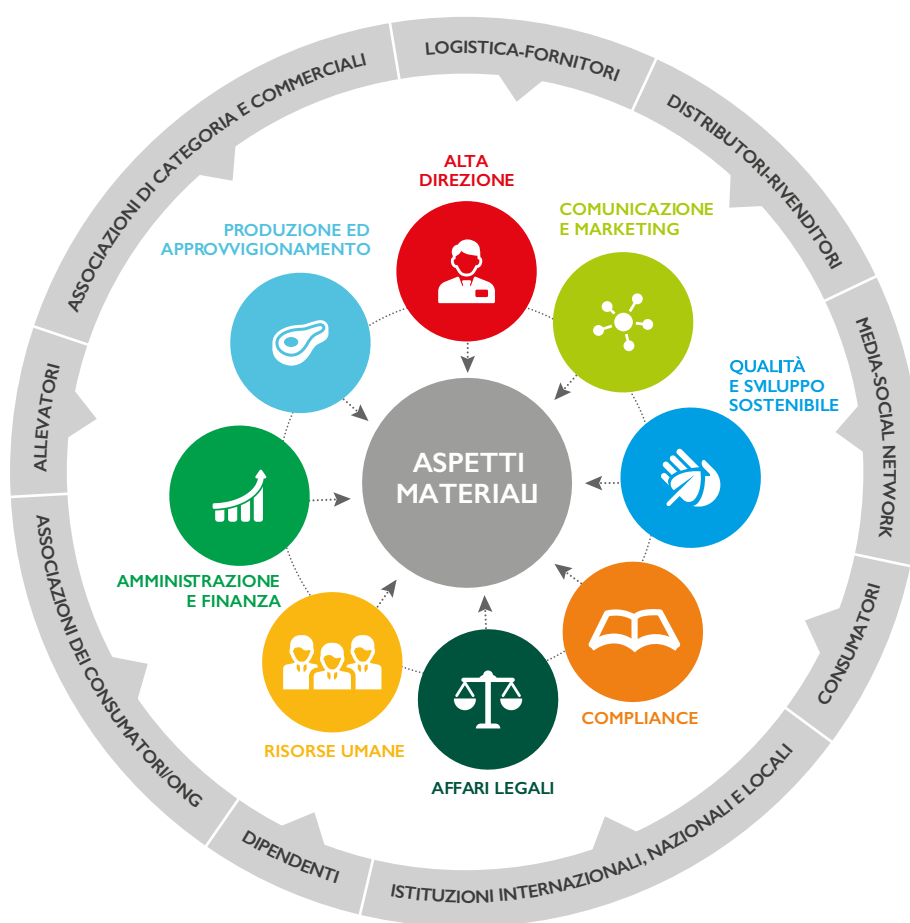 LOGISTICA-FORNITORI
DISTRIBUTORI-RIVENDITORI
MEDIA-SOCIAL NETWORK
CONSUMATORI
ISTITUZIONI INTERNAZIONALI, NAZIONALI E LOCALI
DIPENDENTI
ASSOCIAZIONI DEI CONSUMATORI/ONG
ALLEVATORI
ASSOCIAZIONI DI CATEGORIA E COMMERCIALI
ALTA
DIREZIONE
COMUNICAZIONE
E MARKETING
QUALITÀ
E SVILUPPO
SOSTENIBILE
COMPLIANCE
AFFARI LEGALI
RISORSE UMANE
AMMINISTRAZIONE
E FINANZA
PRODUZIONE ED
APPROVVIGIONAMENTO
ASPETTI
MATERIALI